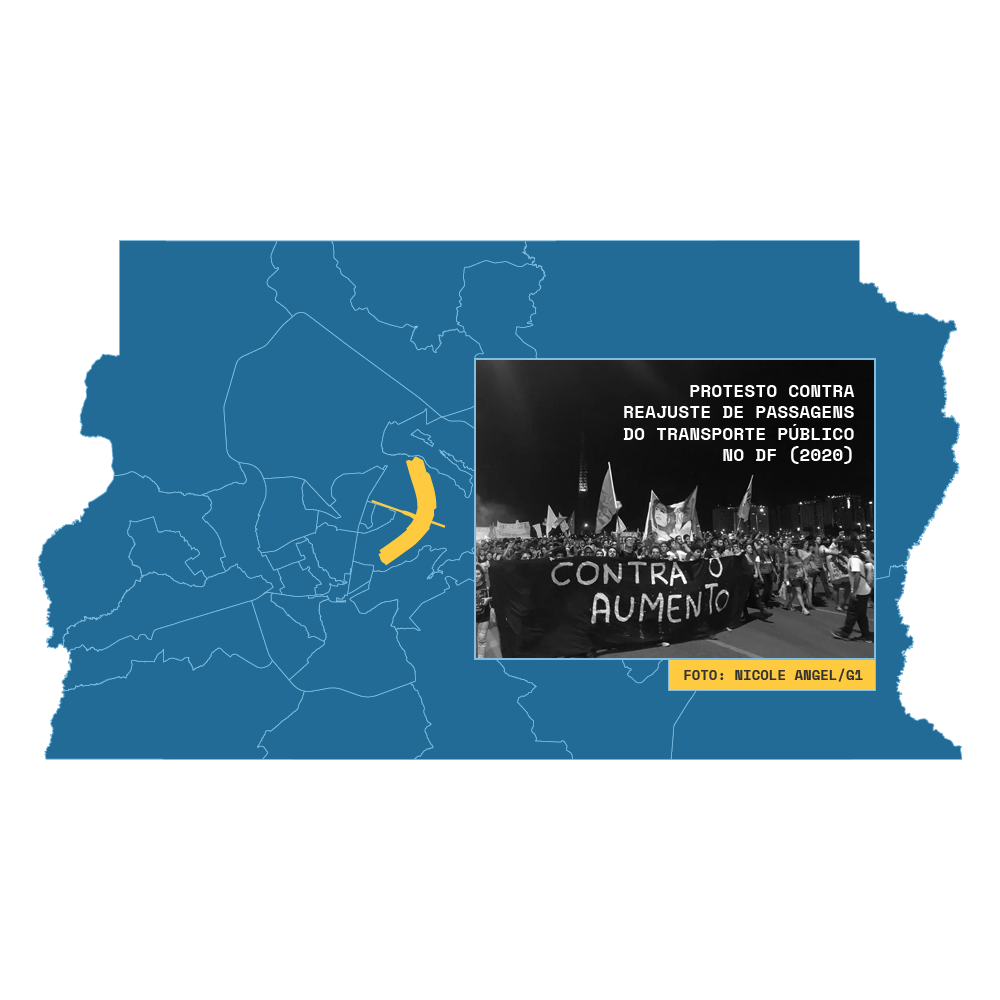 PROTESTO CONTRA
REAJUSTE DE PASSAGENS
DO TRANSPORTE PÚBLICO
NO DF (2020)
CONTRA O
AUMENTO
FOTO: NICOLE ANGEL/G1